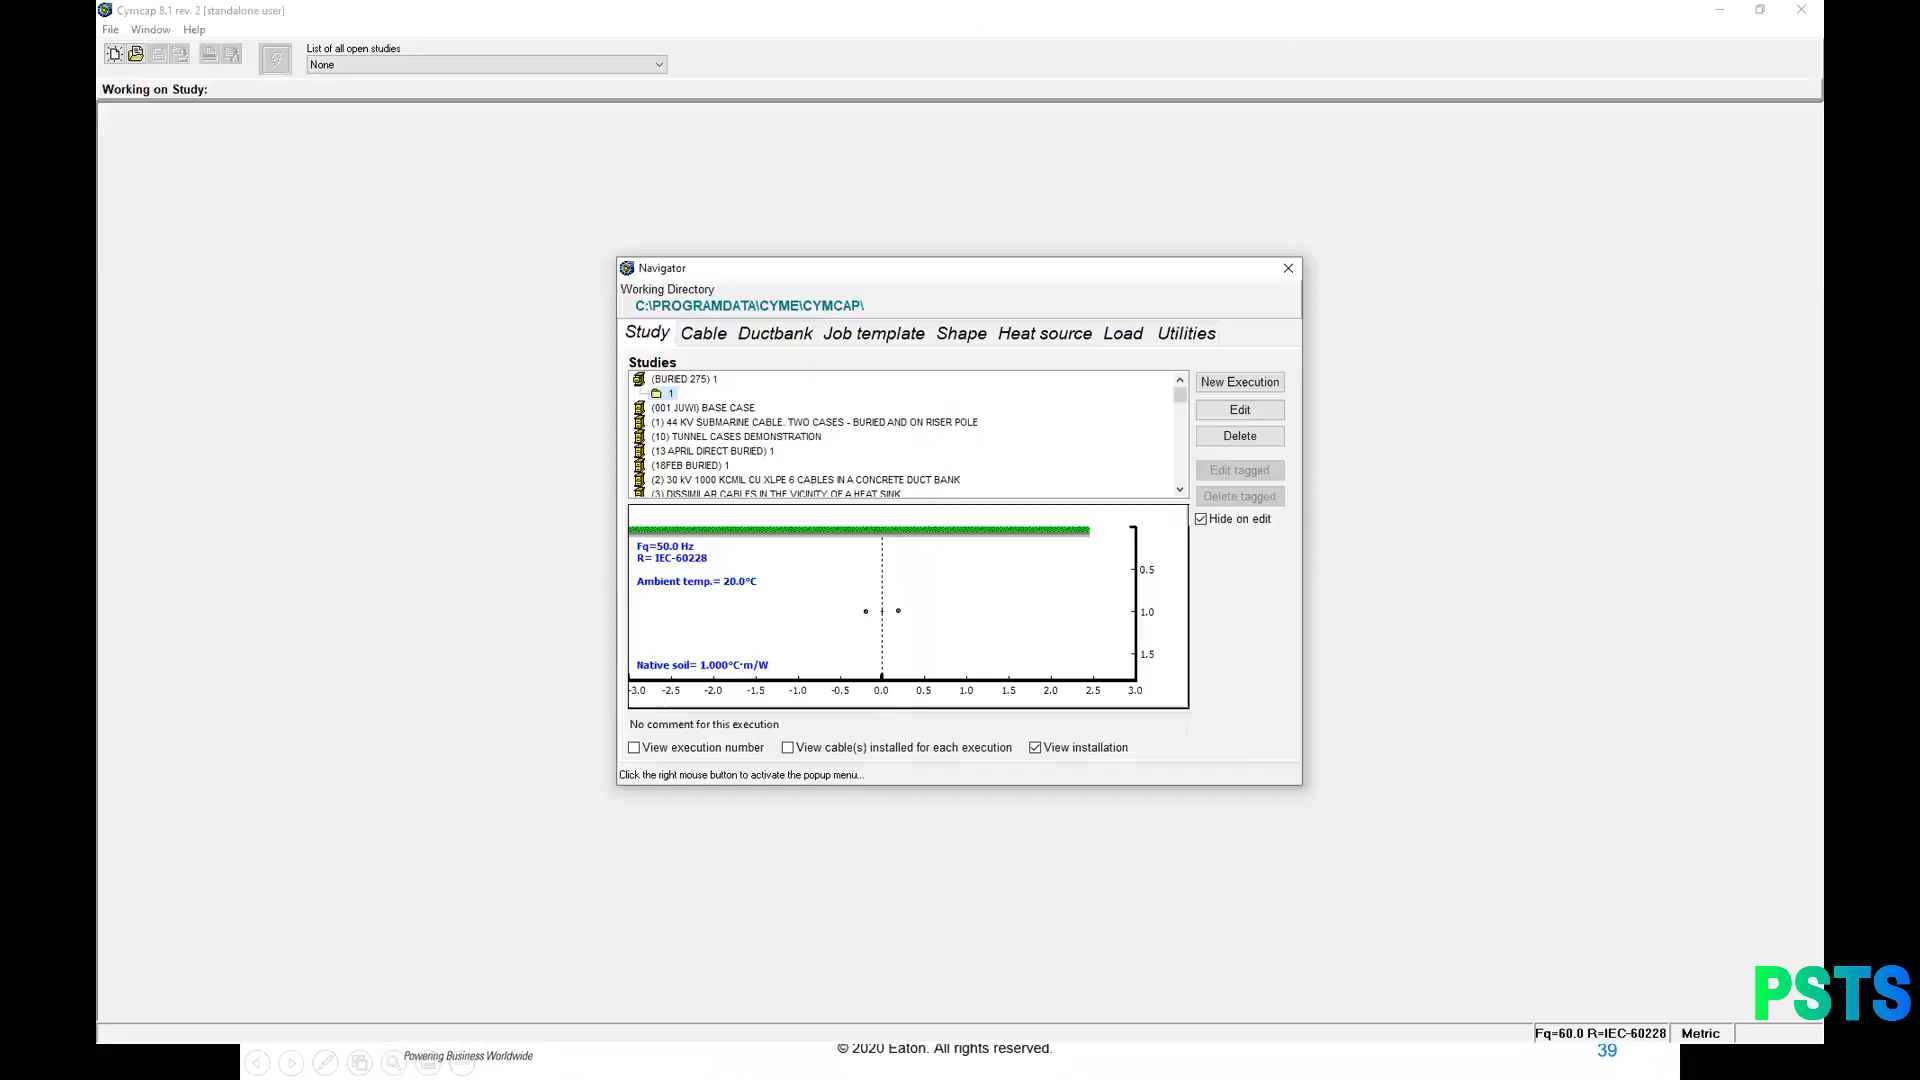 Cymcap 8.1 rev. 2 [standalone user]
File Window Help
List of all open studies
None
Working on Study:
Navigator
Working Directory
C:\PROGRAMDATA\CYME\CYMCAP\
Study Cable Ductbank Job template Shape Heat source Load Utilities
Studies
(BURIED 275) 1
1
(001 JUWI) BASE CASE
(1) 44 KV SUBMARINE CABLE. TWO CASES - BURIED AND ON RISER POLE
(10) TUNNEL CASES DEMONSTRATION
(13 APRIL DIRECT BURIED) 1
(18FEB BURIED) 1
(2) 30 kV 1000 KCMIL CU XLPE 6 CABLES IN A CONCRETE DUCT BANK
(3) DISSIMILAR CABLES IN THE VICINITY OF A HEAT SINK
New Execution
Edit
Delete
Edit tagged
Delete tagged
Hide on edit
Fq=50.0 Hz
R= IEC-60228
Ambient temp.= 20.0°C
Native soil= 1.000°C·m/W
0.5
1.0
1.5
-3.0 -2.5 -2.0 -1.5 -1.0 -0.5 0.0 0.5 1.0 1.5 2.0 2.5 3.0
No comment for this execution
View execution number View cable(s) installed for each execution View installation
Click the right mouse button to activate the popup menu...
PSTS
Fq=60.0 R=IEC-60228 Metric
Powering Business Worldwide
© 2020 Eaton. All rights reserved.
39